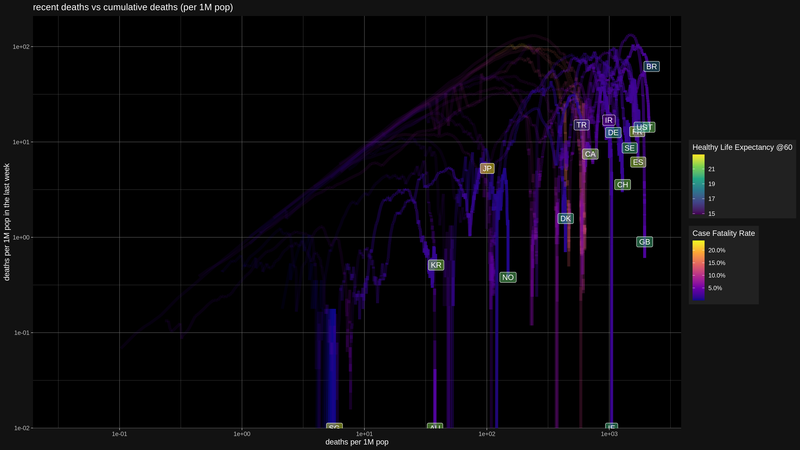 recent deaths vs cumulative deaths (per 1M pop)
deaths per 1M pop in the last week
1e+02
1e+01
1e+00
1e-01
1e-02
BR
TR
IR
DE
CA
SE
ES
JP
CH
DK
GB
KR
NO
SG
AU
IE
1e-01
1e+00
1e+01
1e+02
1e+03
deaths per 1M pop
Healthy Life Expectancy @60
21
19
17
15
Case Fatality Rate
20.0%
15.0%
10.0%
5.0%